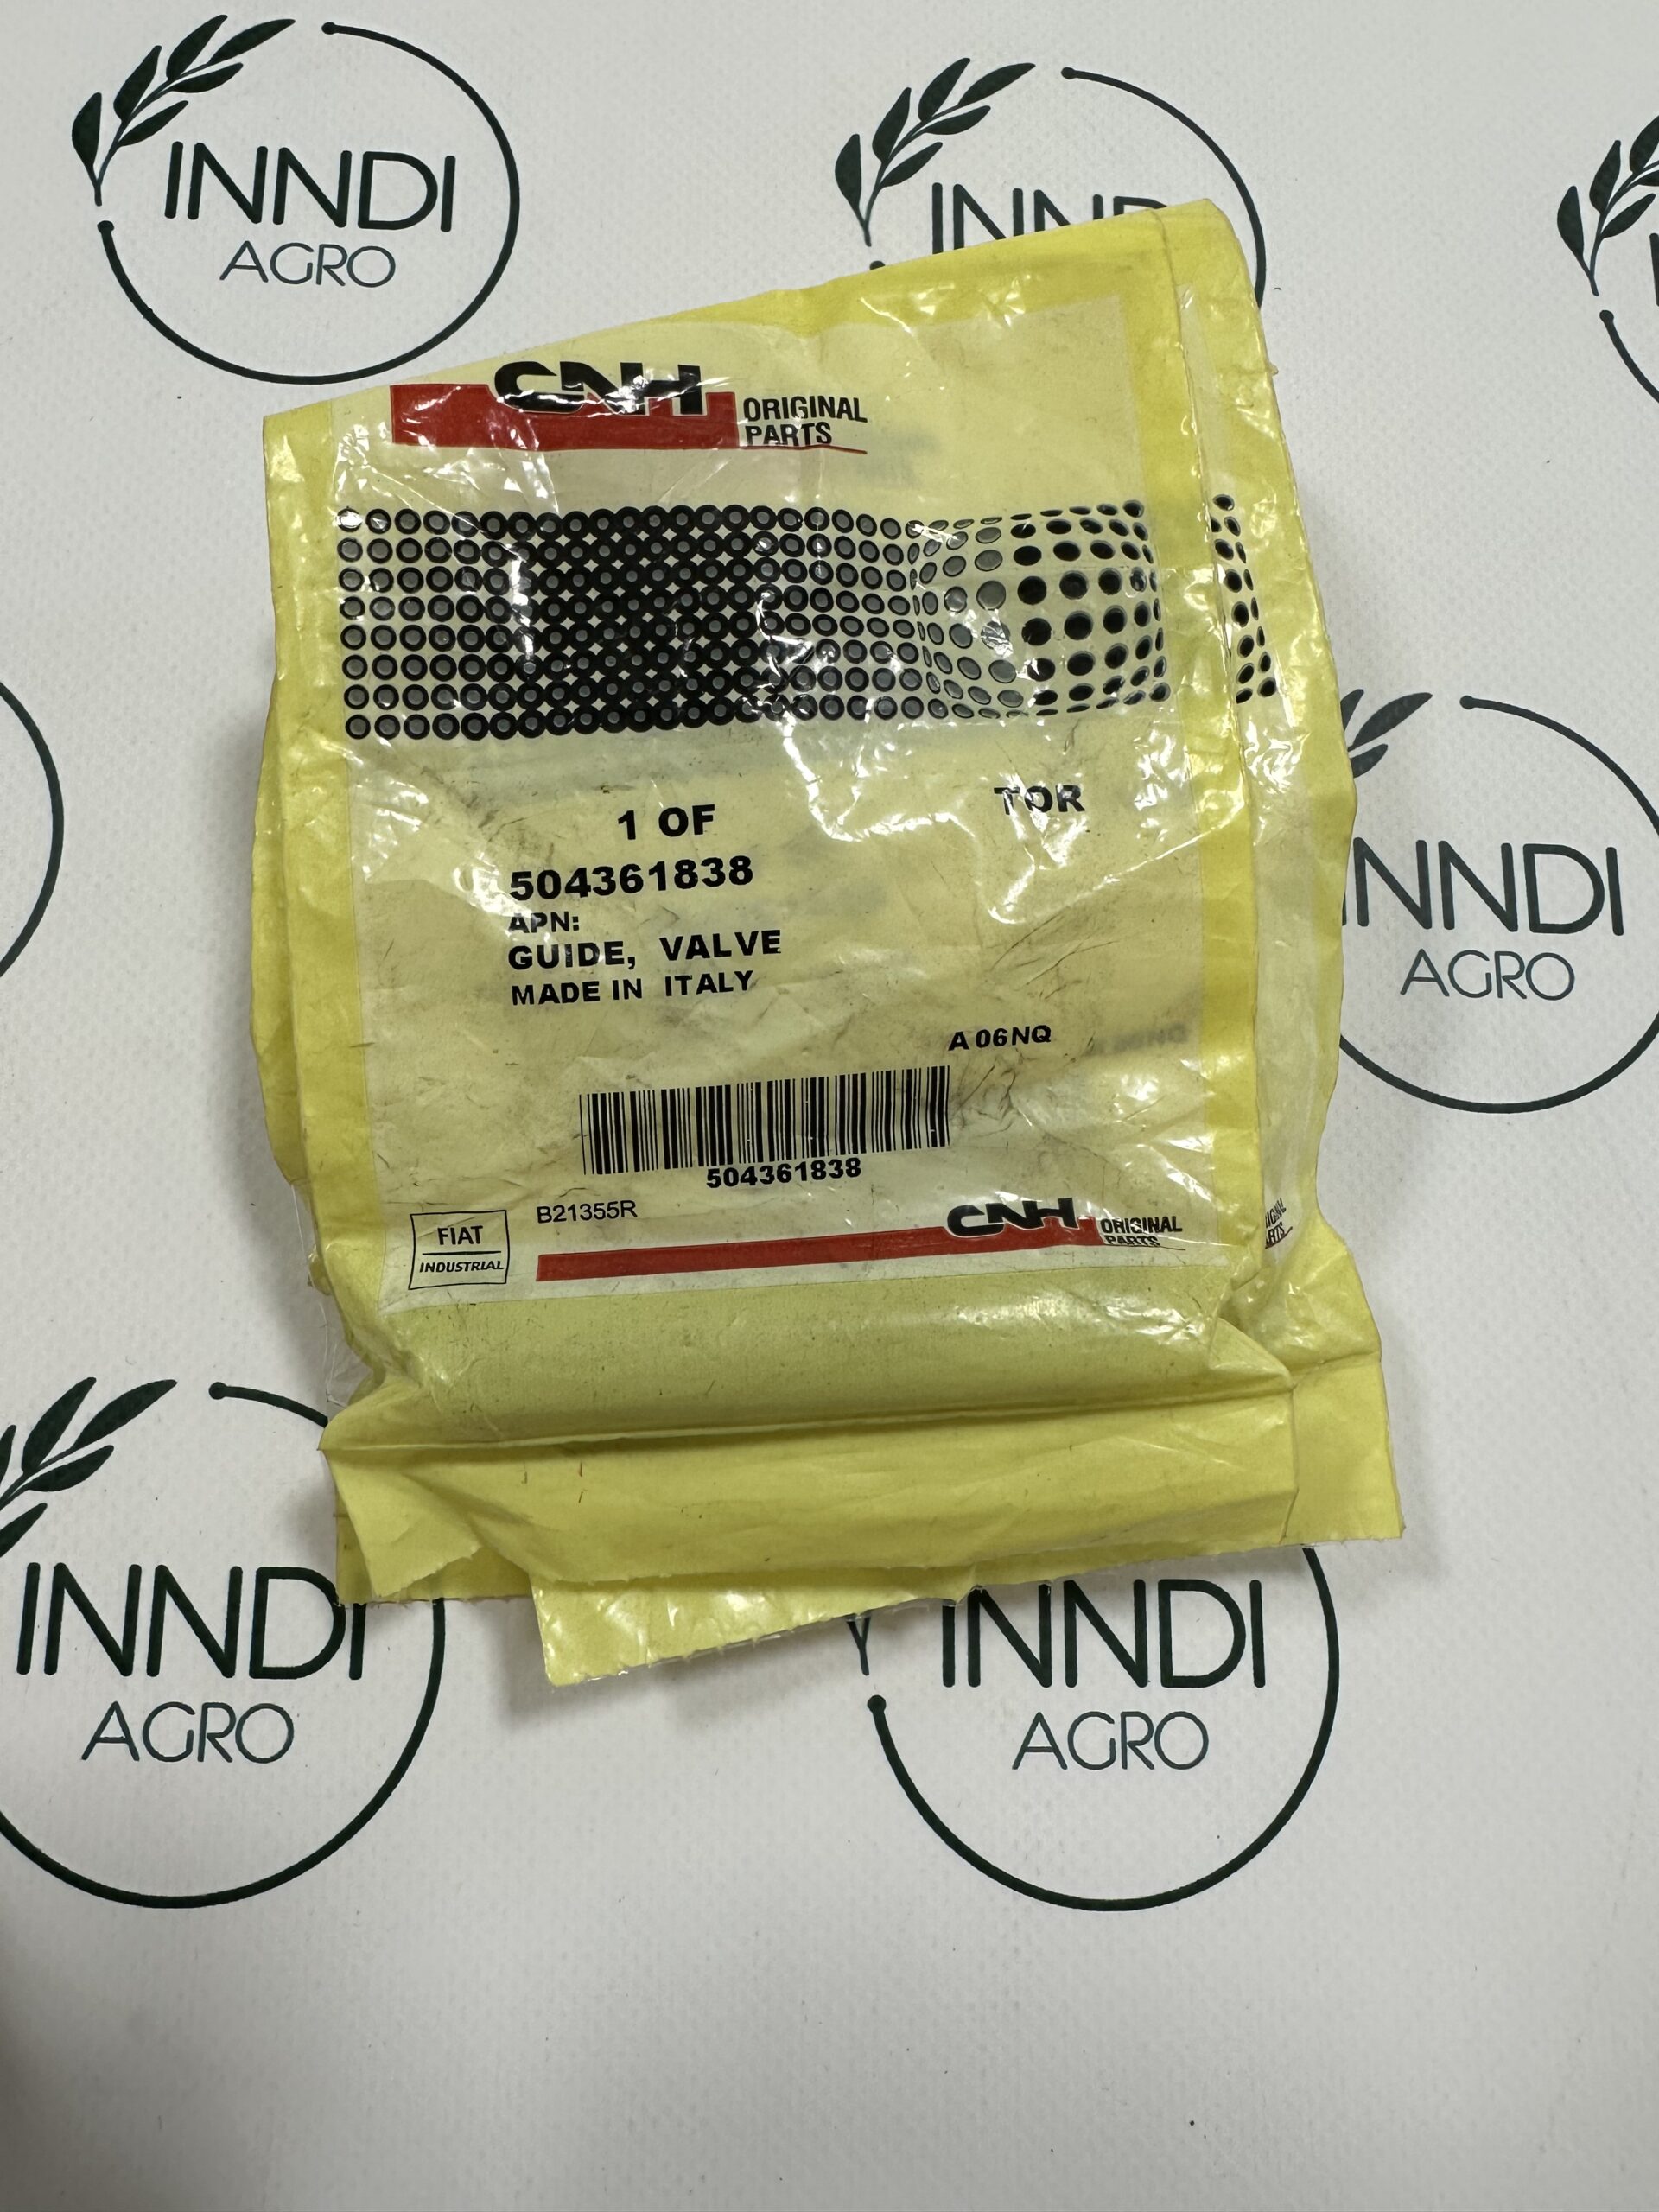 INNDI
AGRO
INND
CNH ORIGINAL
PARTS
1 OF
TOR
504361838
APN:
GUIDE, VALVE
MADE IN ITALY
A 06NQ
504361838
B21355R
FIAT
INDUSTRIAL
CNH ORIGINAL
PARTS
INNDI
AGRO
INNDI
AGRO
INNDI
AGRO